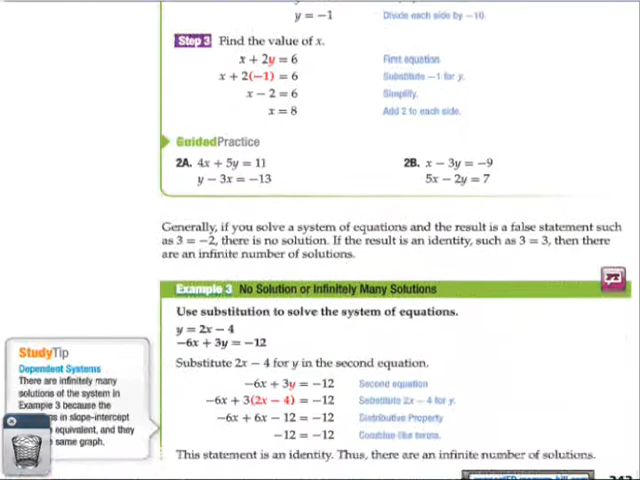 y = −1 Divide each side by −10.
Step 3 Find the value of x.
x + 2y = 6 First equation
x + 2(−1) = 6 Substitute −1 for y.
x − 2 = 6 Simplify.
x = 8 Add 2 to each side.
GuidedPractice
2A. 4x + 5y = 11 2B. x − 3y = −9
y − 3x = −13 5x − 2y = 7
Generally, if you solve a system of equations and the result is a false statement such
as 3 = −2, there is no solution. If the result is an identity, such as 3 = 3, then there
are an infinite number of solutions.
Example 3 No Solution or Infinitely Many Solutions
Use substitution to solve the system of equations.
y = 2x − 4
−6x + 3y = −12
Substitute 2x − 4 for y in the second equation.
−6x + 3y = −12 Second equation
−6x + 3(2x − 4) = −12 Substitute 2x − 4 for y.
−6x + 6x − 12 = −12 Distributive Property
−12 = −12 Combine like terms.
This statement is an identity. Thus, there are an infinite number of solutions.
StudyTip
Dependent Systems
There are infinitely many
solutions of the system in
Example 3 because the
in slope-intercept
equivalent, and they
same graph.